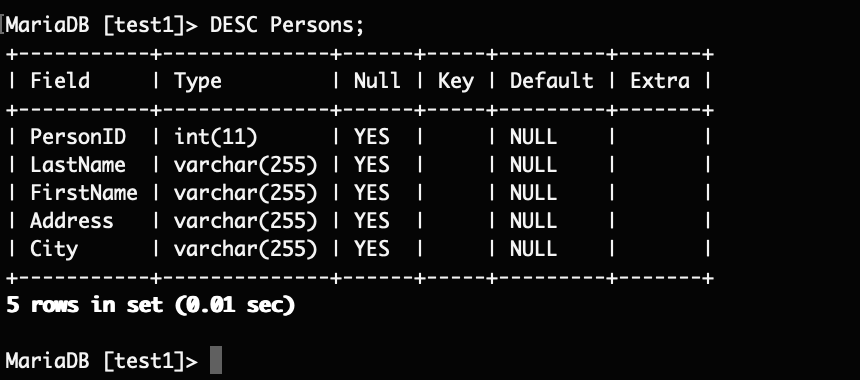 MariaDB [test1]> DESC Persons;
+-----------+--------------+------+-----+---------+-------+
| Field     | Type         | Null | Key | Default | Extra |
+-----------+--------------+------+-----+---------+-------+
| PersonID  | int(11)      | YES  |     | NULL    |       |
| LastName  | varchar(255) | YES  |     | NULL    |       |
| FirstName | varchar(255) | YES  |     | NULL    |       |
| Address   | varchar(255) | YES  |     | NULL    |       |
| City      | varchar(255) | YES  |     | NULL    |       |
+-----------+--------------+------+-----+---------+-------+
5 rows in set (0.01 sec)
MariaDB [test1]>